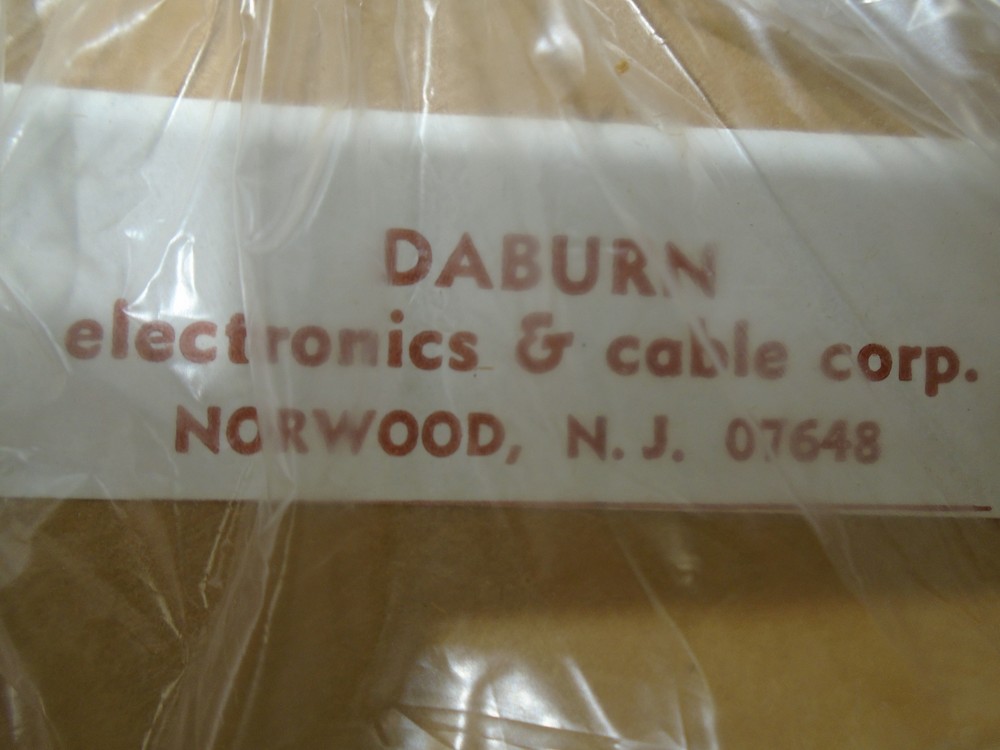 DABURN
electronics & cable corp.
NORWOOD, N. J. 07648